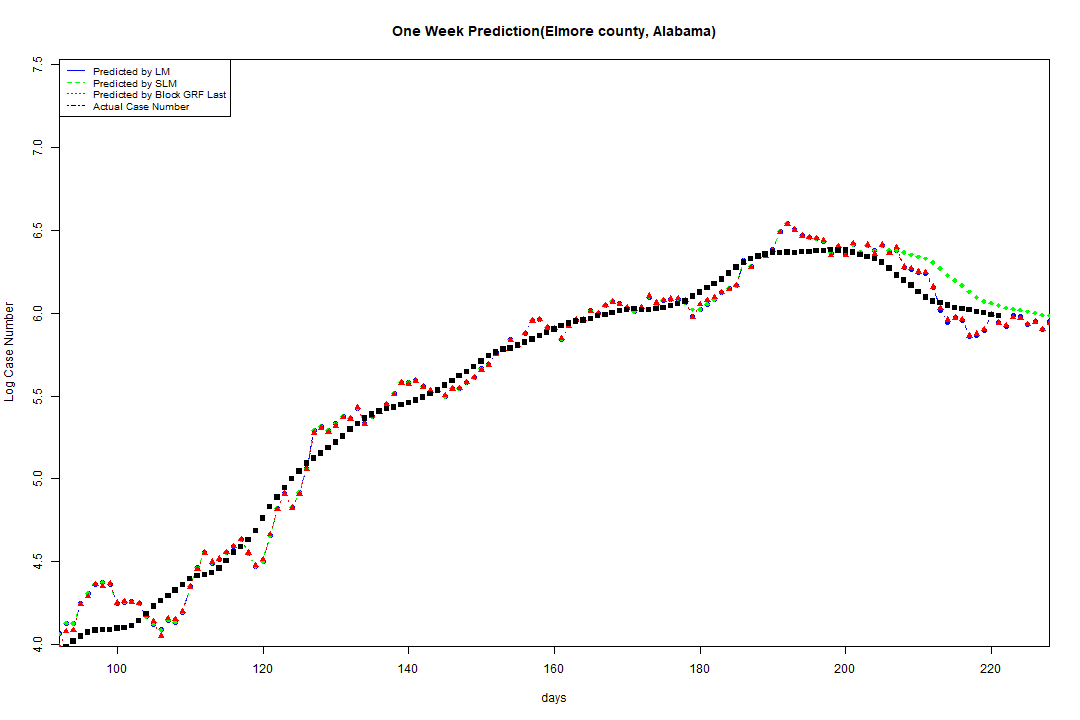 One Week Prediction(Elmore county, Alabama)
Predicted by LM
Predicted by SLM
Predicted by Block GRF Last
Actual Case Number
7.5
7.0
6.5
6.0
5.5
5.0
4.5
4.0
Log Case Number
100 120 140 160 180 200 220
days